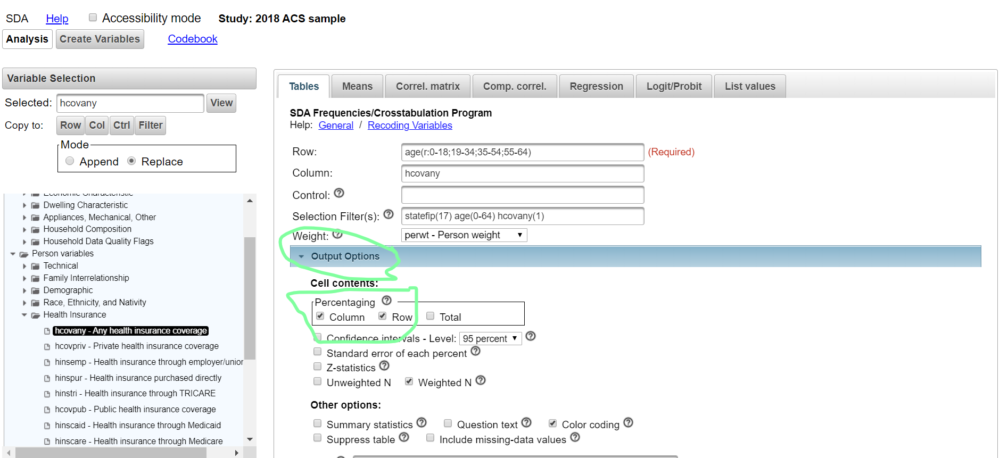 SDA Help Accessibility mode Study: 2018 ACS sample
Analysis Create Variables Codebook
Variable Selection
Selected: hcovany View
Copy to: Row Col Ctrl Filter
Mode
Append Replace
Economic Characteristic
Dwelling Characteristic
Appliances, Mechanical, Other
Household Composition
Household Data Quality Flags
Person variables
Technical
Family Interrelationship
Demographic
Race, Ethnicity, and Nativity
Health Insurance
hcovany - Any health insurance coverage
hcovpriv - Private health insurance coverage
hinsemp - Health insurance through employer/union
hinspur - Health insurance purchased directly
hinstri - Health insurance through TRICARE
hcovpub - Public health insurance coverage
hinscaid - Health insurance through Medicaid
hinscare - Health insurance through Medicare
Tables Means Correl. matrix Comp. correl. Regression Logit/Probit List values
SDA Frequencies/Crosstabulation Program
Help: General / Recoding Variables
Row: age(r:0-18;19-34;35-54;55-64) (Required)
Column: hcovany
Control: ?
Selection Filter(s): ? statefip(17) age(0-64) hcovany(1)
Weight: ? perwt - Person weight
Output Options
Cell contents:
Percentaging ?
Column Row Total
Confidence intervals - Level: 95 percent ?
Standard error of each percent ?
Z-statistics ?
Unweighted N Weighted N ?
Other options:
Summary statistics ? Question text ? Color coding ?
Suppress table ? Include missing-data values ?